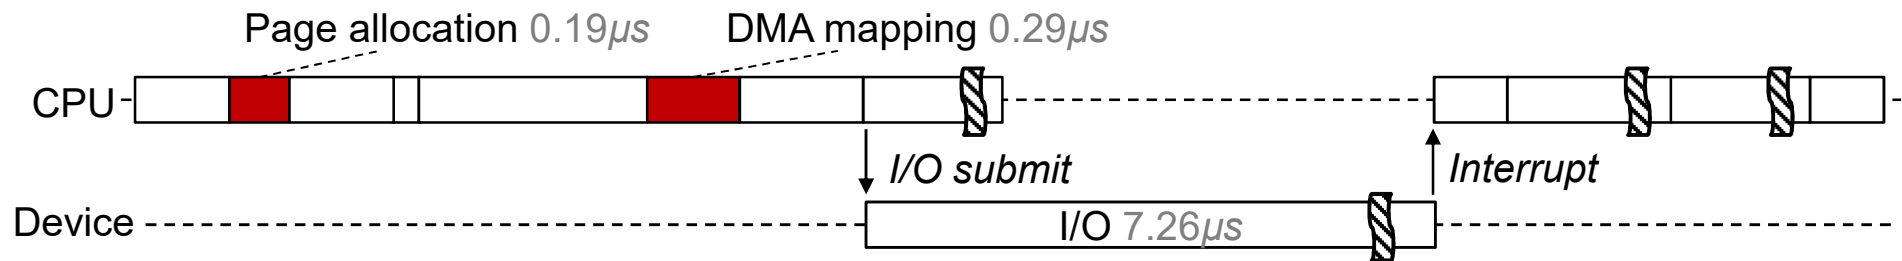 Page allocation 0.19µs
DMA mapping 0.29µs
CPU
I/O submit
Interrupt
Device
I/O 7.26µs